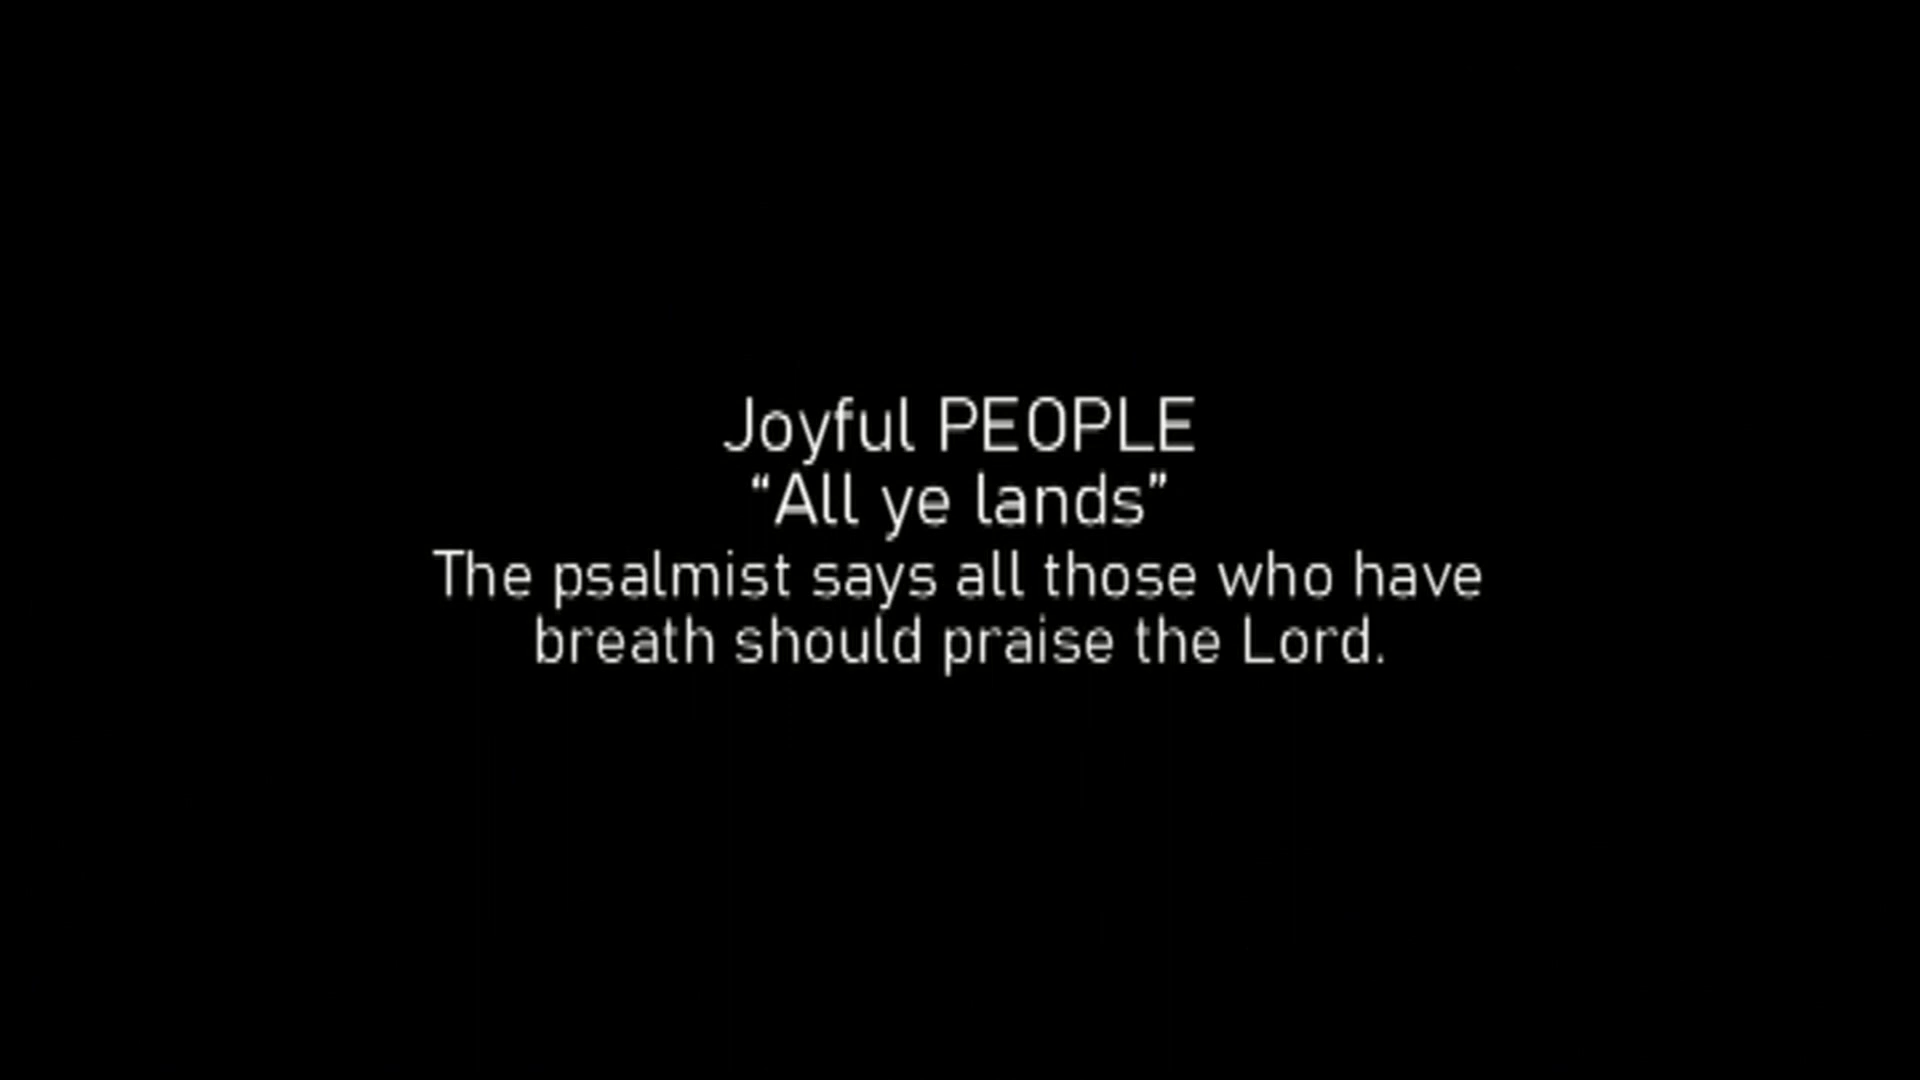 Joyful PEOPLE
“All ye lands”
The psalmist says all those who have
breath should praise the Lord.